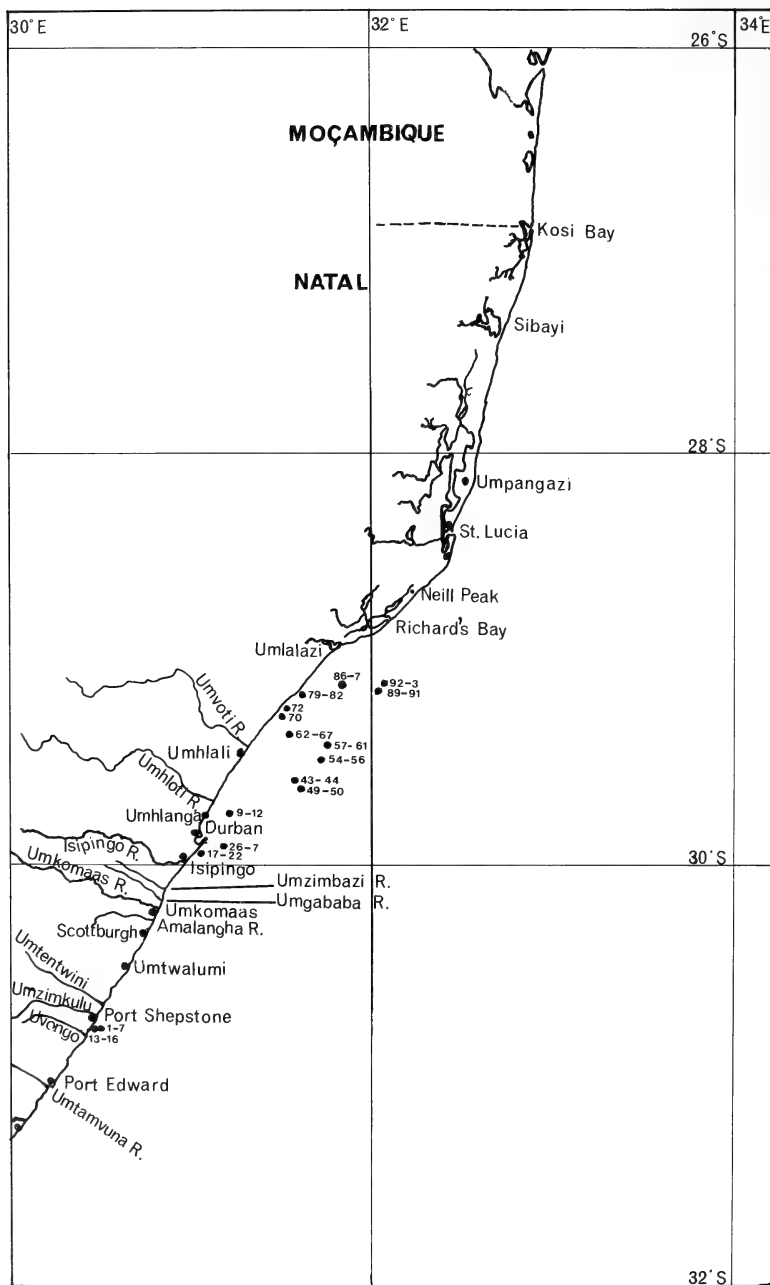 30°E
32°E
34°E
26°S
MOÇAMBIQUE
Kosi Bay
NATAL
Sibayi
28°S
Umpangazi
St. Lucia
Neill Peak
Richard's Bay
Umlalazi
86-7
92-3
89-91
79-82
72
70
Umvoti R.
62-67
57-61
54-56
Umhlali
43-44
49-50
Umhloti R.
9-12
Umhlanga
Durban
26-7
17-22
Isipingo R.
Isipingo
30°S
Umkomaas R.
Umzimbazi R.
Umgababa R.
Umkomaas
Amalangha R.
Scottburgh
Umtwalumi
Umtentwini
Umzimkulu
Port Shepstone
Uvongo
1-7
13-16
Port Edward
Umtamvuna R.
32°S